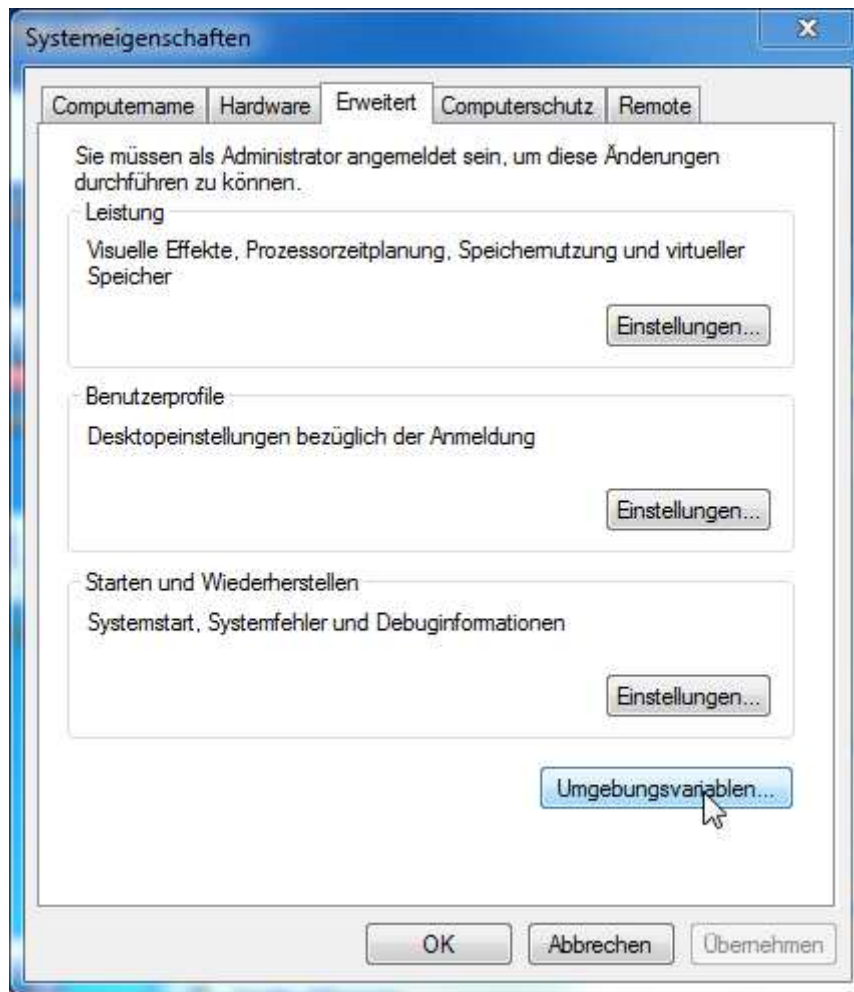 Systemeigenschaften
Computername Hardware Erweitert Computerschutz Remote
Sie müssen als Administrator angemeldet sein, um diese Änderungen
durchführen zu können.
Leistung
Visuelle Effekte, Prozessorzeitplanung, Speichernutzung und virtueller
Speicher
Einstellungen...
Benutzerprofile
Desktopeinstellungen bezüglich der Anmeldung
Einstellungen...
Starten und Wiederherstellen
Systemstart, Systemfehler und Debuginformationen
Einstellungen...
Umgebungsvariablen...
OK Abbrechen Übernehmen